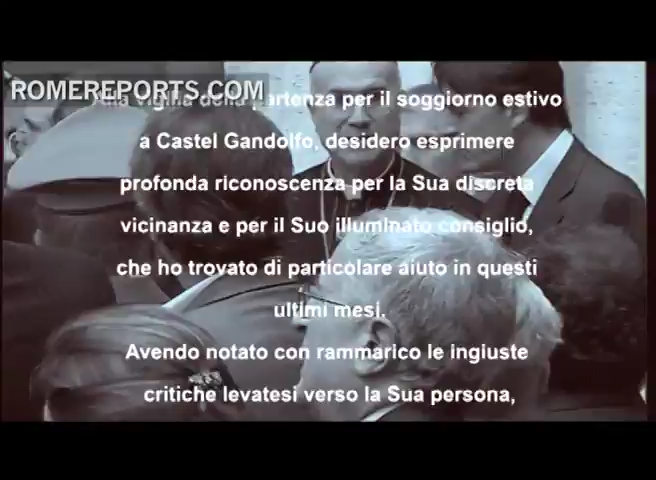 ROMEREPORTS.COM
Alla vigilia della partenza per il soggiorno estivo
a Castel Gandolfo, desidero esprimere
profonda riconoscenza per la Sua discreta
vicinanza e per il Suo illuminato consiglio,
che ho trovato di particolare aiuto in questi
ultimi mesi.
Avendo notato con rammarico le ingiuste
critiche levatesi verso la Sua persona,